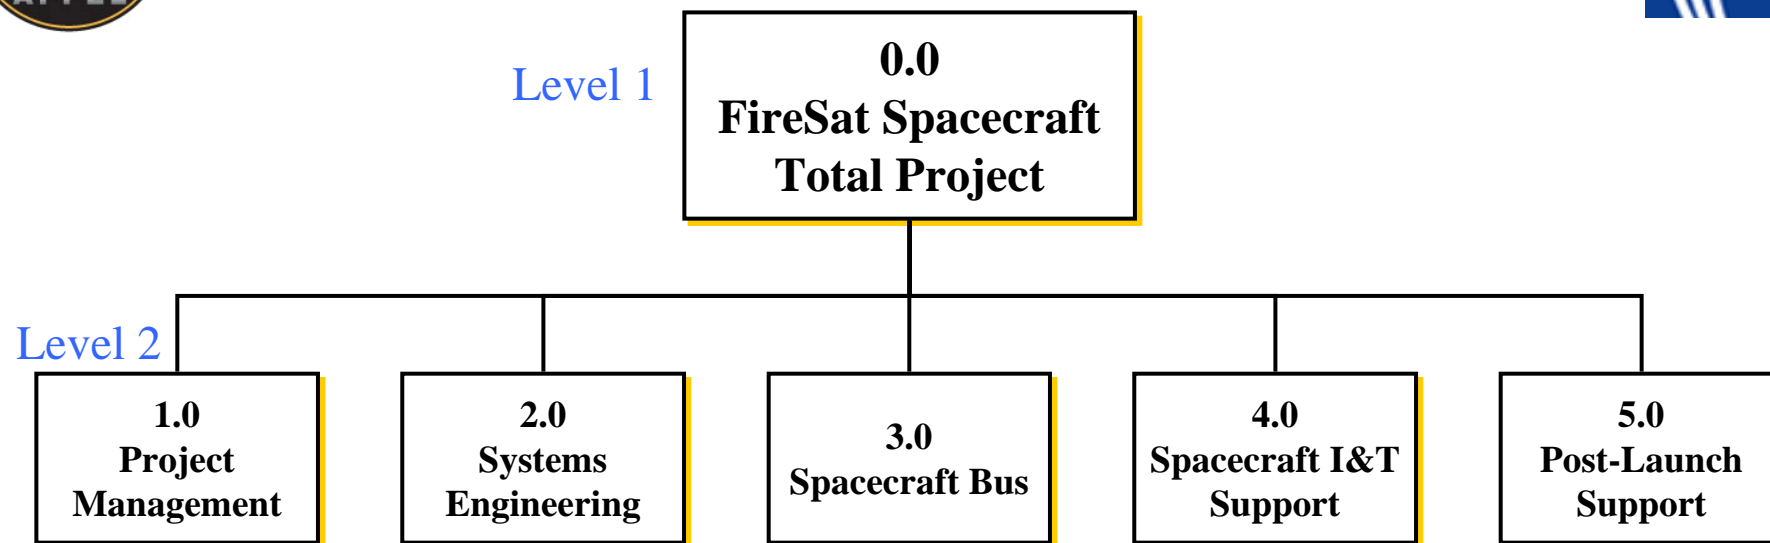 Level 1
0.0
FireSat Spacecraft
Total Project
Level 2
1.0
Project
Management
2.0
Systems
Engineering
3.0
Spacecraft Bus
4.0
Spacecraft I&T
Support
5.0
Post-Launch
Support